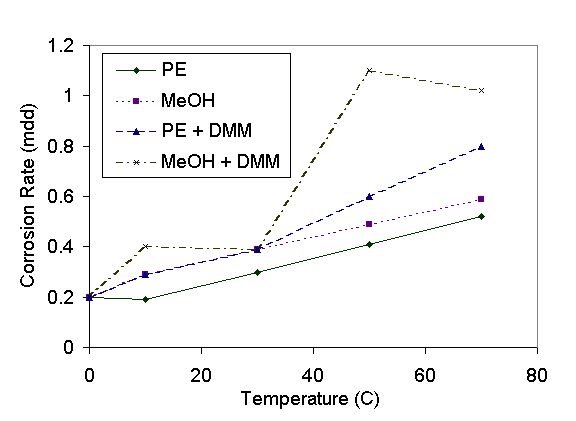 1.2
1
0.8
0.6
0.4
0.2
0
Corrosion Rate (mdd)
PE
MeOH
PE + DMM
MeOH + DMM
0 20 40 60 80
Temperature (C)